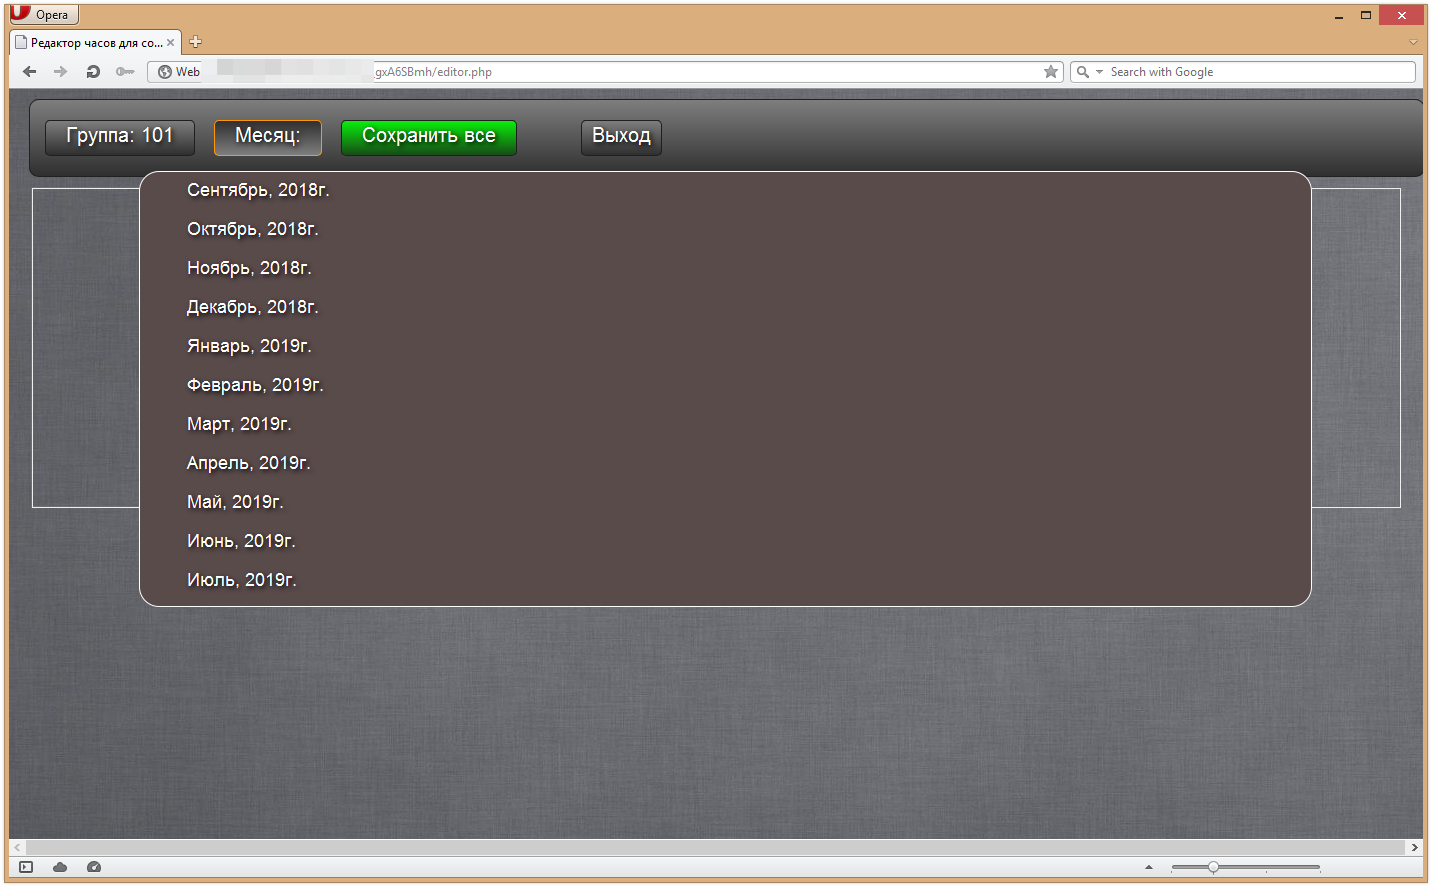 Opera
Редактор часов для со...
Web gxA6SBmh/editor.php
Search with Google
Группа: 101
Месяц:
Сохранить все
Выход
Сентябрь, 2018г.
Октябрь, 2018г.
Ноябрь, 2018г.
Декабрь, 2018г.
Январь, 2019г.
Февраль, 2019г.
Март, 2019г.
Апрель, 2019г.
Май, 2019г.
Июнь, 2019г.
Июль, 2019г.